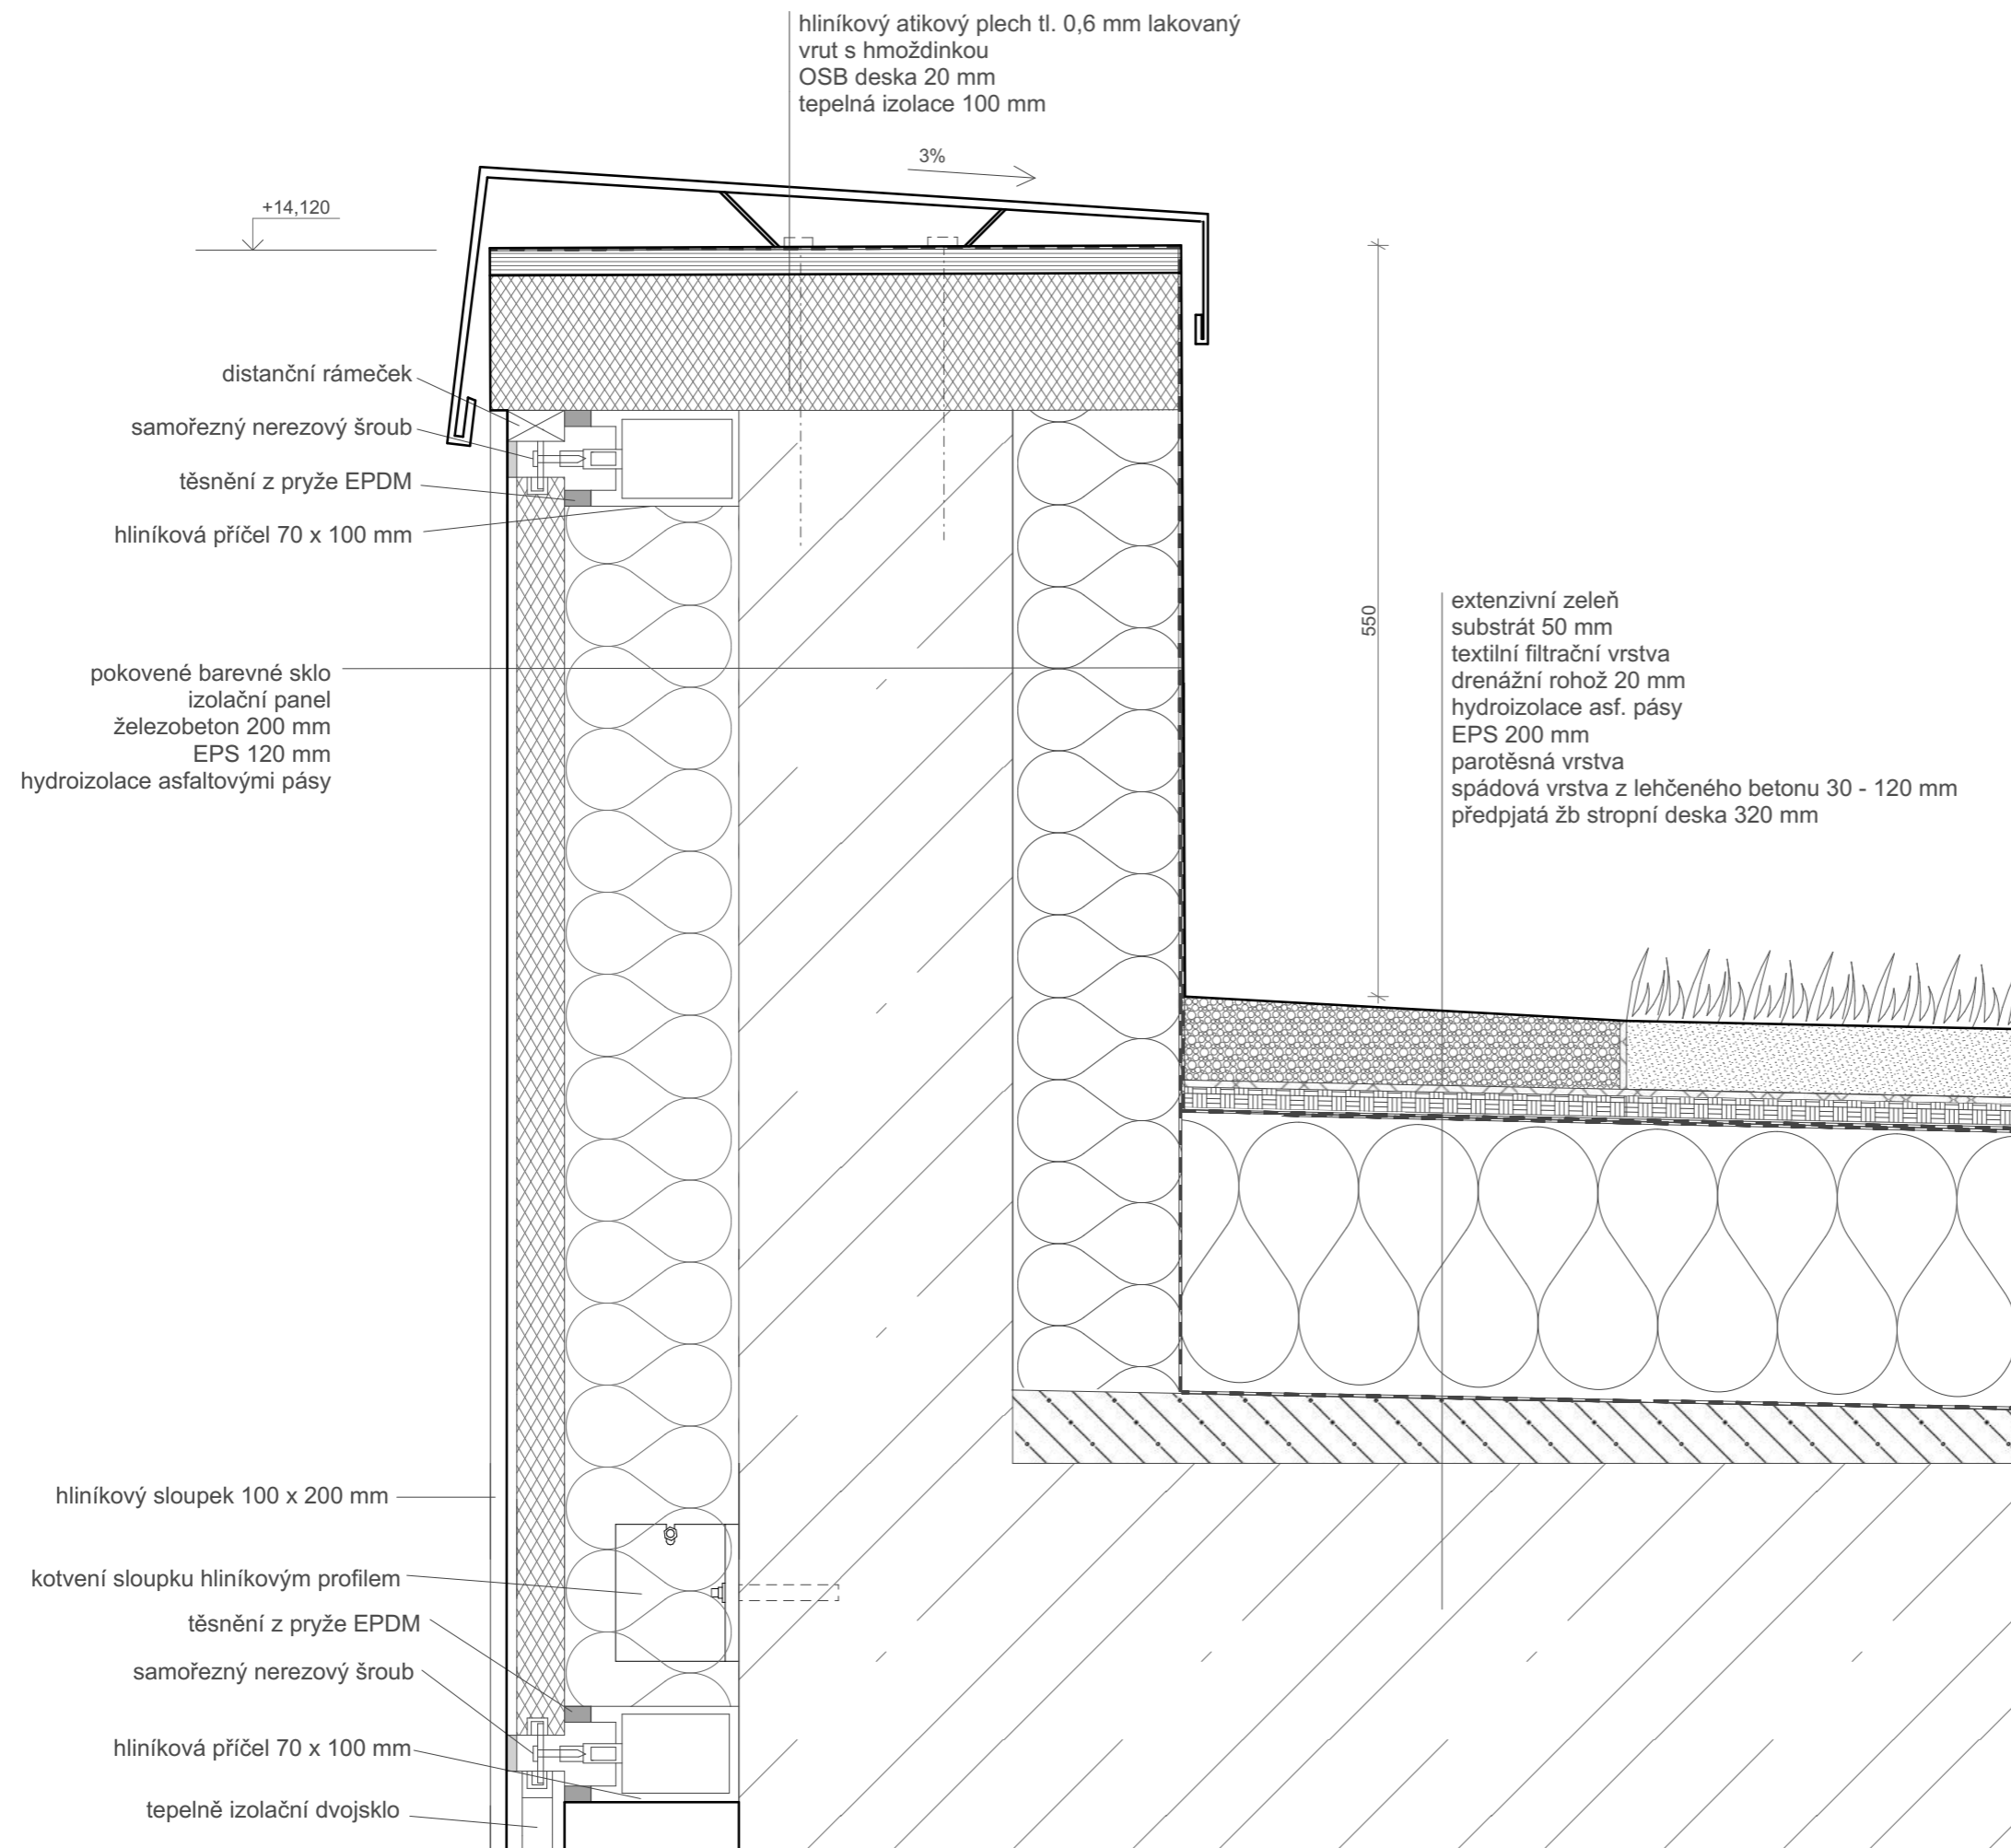 hliníkový atikový plech tl. 0,6 mm lakovaný
vrut s hmoždinkou
OSB deska 20 mm
tepelná izolace 100 mm
3%
+14,120
distanční rámeček
samořezný nerezový šroub
těsnění z pryže EPDM
hliníková příčel 70 x 100 mm
550
extenzivní zeleň
substrát 50 mm
textilní filtrační vrstva
drenážní rohož 20 mm
hydroizolace asf. pásy
EPS 200 mm
parotěsná vrstva
spádová vrstva z lehčeného betonu 30 - 120 mm
předpjatá žb stropní deska 320 mm
pokovené barevné sklo
izolační panel
železobeton 200 mm
EPS 120 mm
hydroizolace asfaltovými pásy
hliníkový sloupek 100 x 200 mm
kotvení sloupku hliníkovým profilem
těsnění z pryže EPDM
samořezný nerezový šroub
hliníková příčel 70 x 100 mm
tepelně izolační dvojsklo